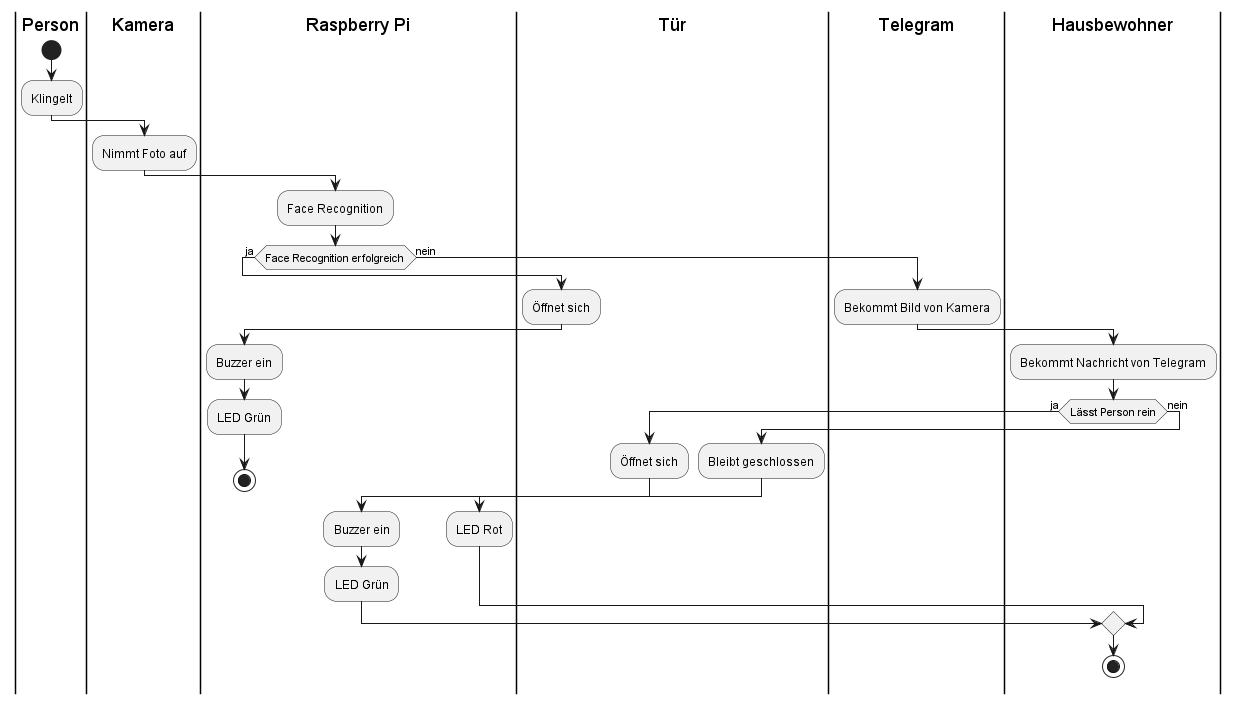 Person
Kamera
Raspberry Pi
Tür
Telegram
Hausbewohner
Klingelt
Nimmt Foto auf
Face Recognition
ja
Face Recognition erfolgreich
nein
Öffnet sich
Bekommt Bild von Kamera
Buzzer ein
Bekommt Nachricht von Telegram
LED Grün
ja
Lässt Person rein
nein
Öffnet sich
Bleibt geschlossen
Buzzer ein
LED Rot
LED Grün